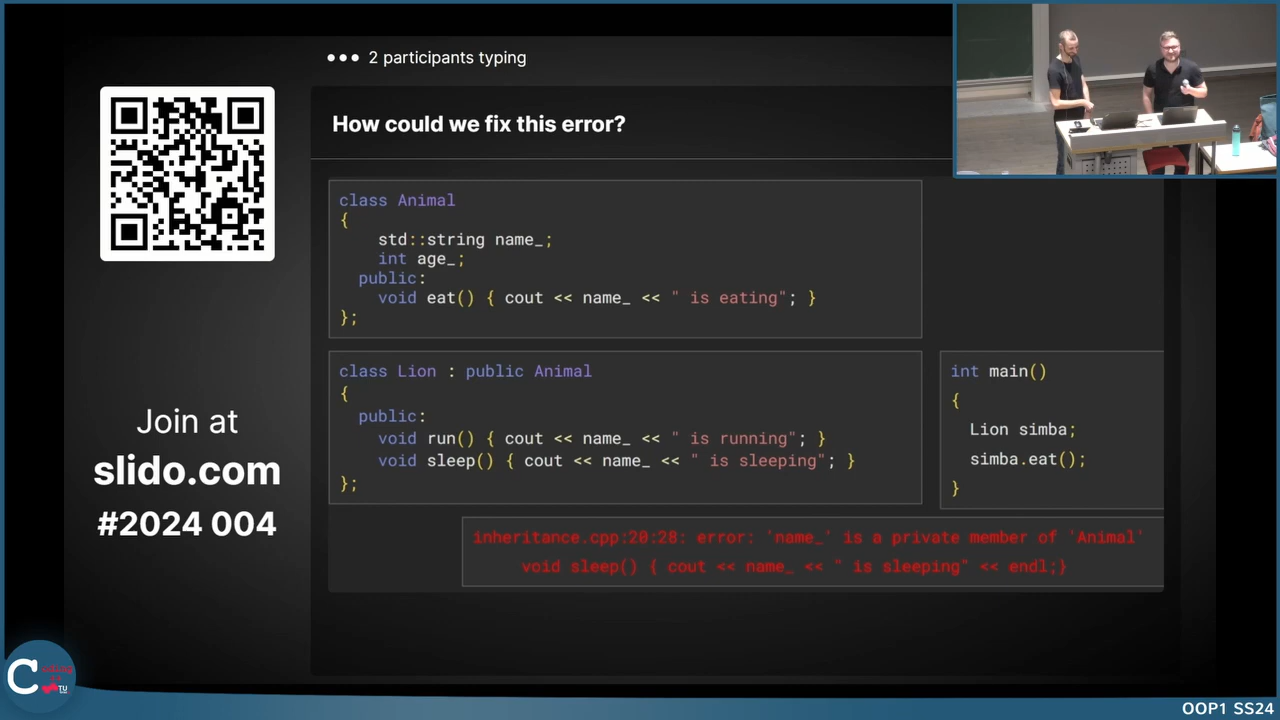 ••• 2 participants typing
How could we fix this error?
class Animal
{
std::string name_;
int age_;
public:
void eat() { cout << name_ << " is eating"; }
};
class Lion : public Animal
{
public:
void run() { cout << name_ << " is running"; }
void sleep() { cout << name_ << " is sleeping"; }
};
int main()
{
Lion simba;
simba.eat();
}
inheritance.cpp:20:28: error: 'name_' is a private member of 'Animal'
void sleep() { cout << name_ << " is sleeping" << endl;}
Join at
slido.com
#2024 004
C
TU
OOP1 SS24